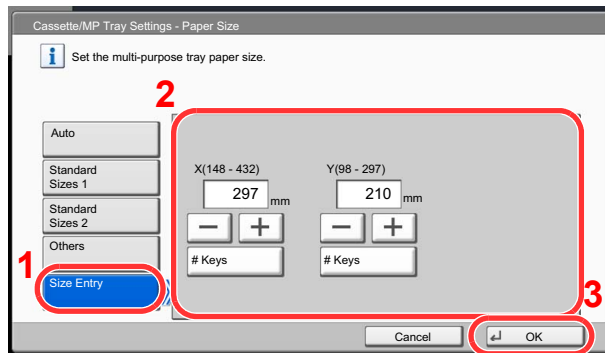 Cassette/MP Tray Settings - Paper Size
i
Set the multi-purpose tray paper size.
2
Auto
Standard
Sizes 1
Standard
Sizes 2
Others
1
Size Entry
X(148 - 432)
297 mm
− +
# Keys
Y(98 - 297)
210 mm
− +
# Keys
3
Cancel
OK